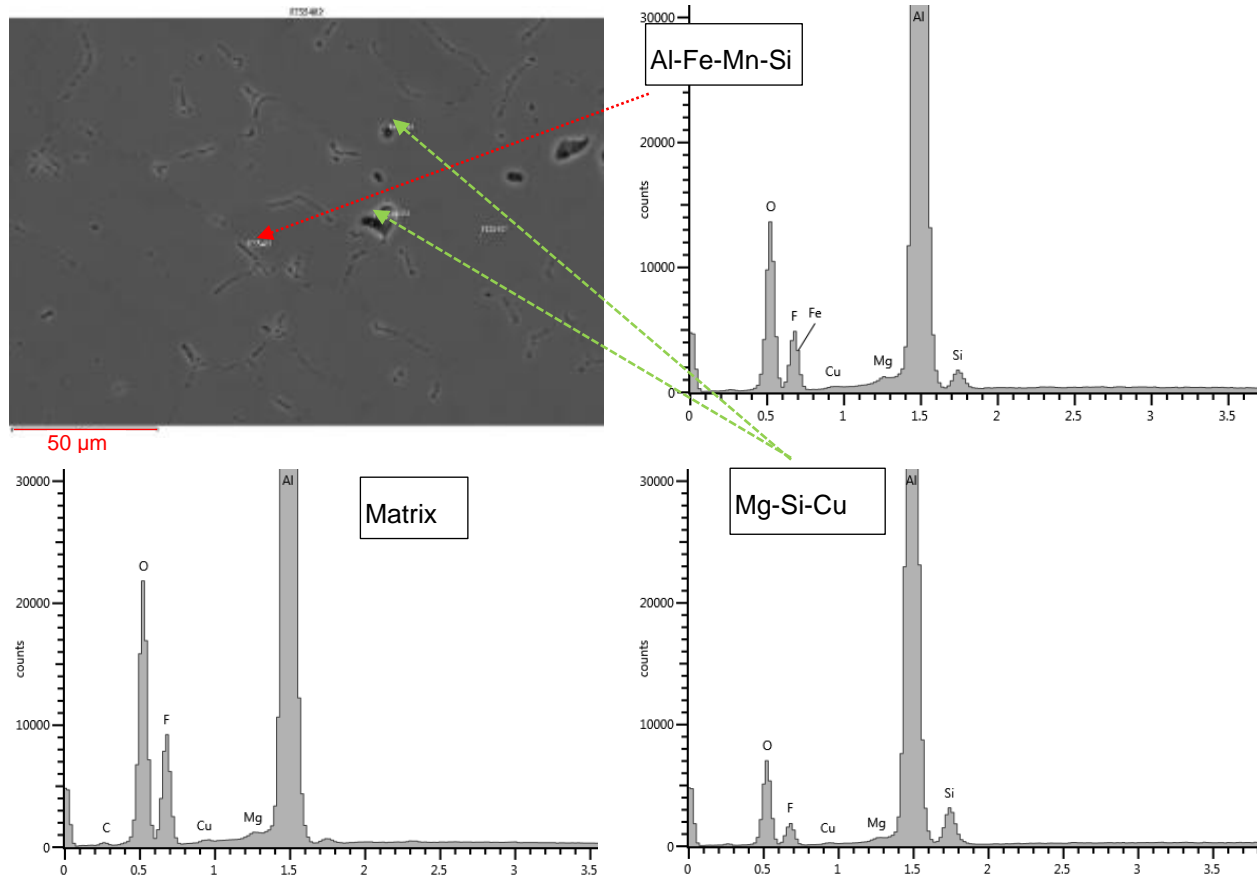 50 µm
Al-Fe-Mn-Si
30000
20000
10000
0
counts
O
F
Fe
Cu
Mg
Al
Si
0
0.5
1
1.5
2
2.5
3
3.5
Matrix
30000
20000
10000
0
counts
C
O
F
Cu
Mg
Al
0
0.5
1
1.5
2
2.5
3
3.5
Mg-Si-Cu
30000
20000
10000
0
counts
O
F
Cu
Mg
Al
Si
0
0.5
1
1.5
2
2.5
3
3.5